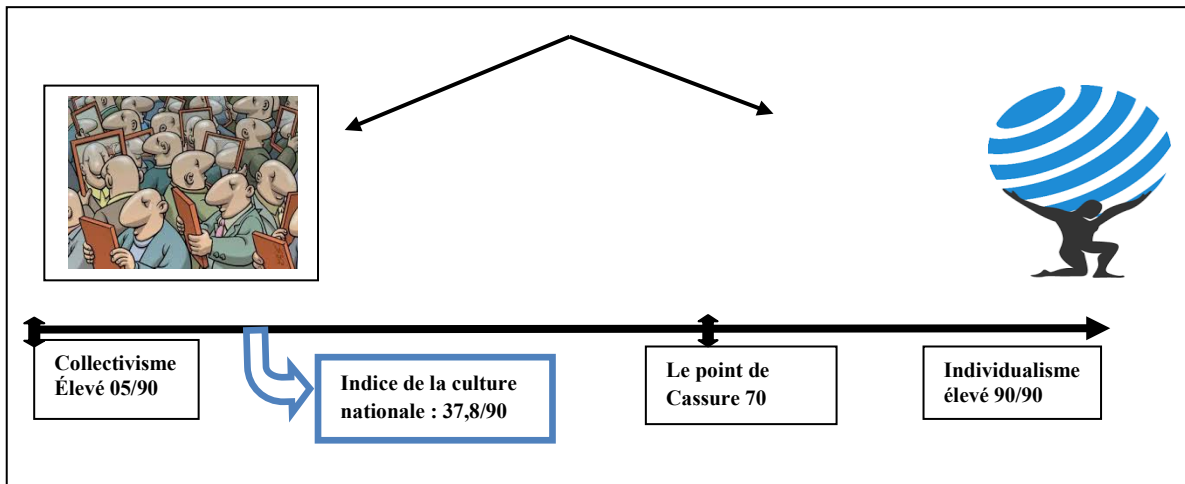 Collectivisme
Élevé 05/90
Indice de la culture
nationale : 37,8/90
Le point de
Cassure 70
Individualisme
élevé 90/90